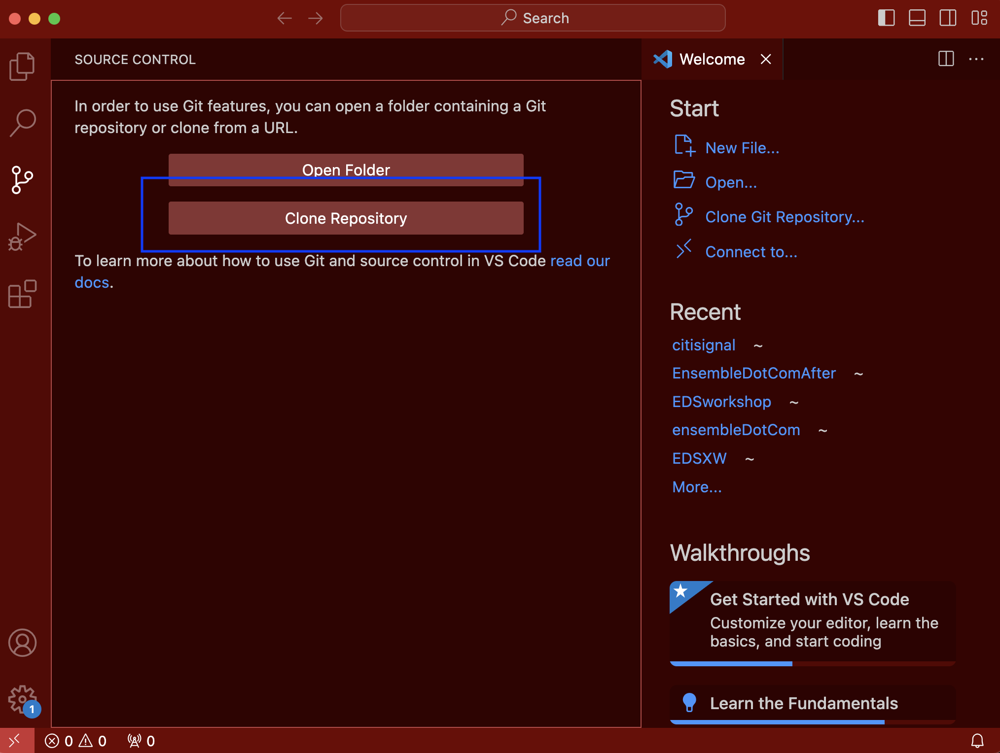 Search
SOURCE CONTROL
In order to use Git features, you can open a folder containing a Git
repository or clone from a URL.
Open Folder
Clone Repository
To learn more about how to use Git and source control in VS Code read our
docs.
Welcome
Start
New File...
Open...
Clone Git Repository...
Connect to...
Recent
citisignal ~
EnsembleDotComAfter ~
EDSworkshop ~
ensembleDotCom ~
EDSXW ~
More...
Walkthroughs
Get Started with VS Code
Customize your editor, learn the
basics, and start coding
Learn the Fundamentals
1
0 0 0